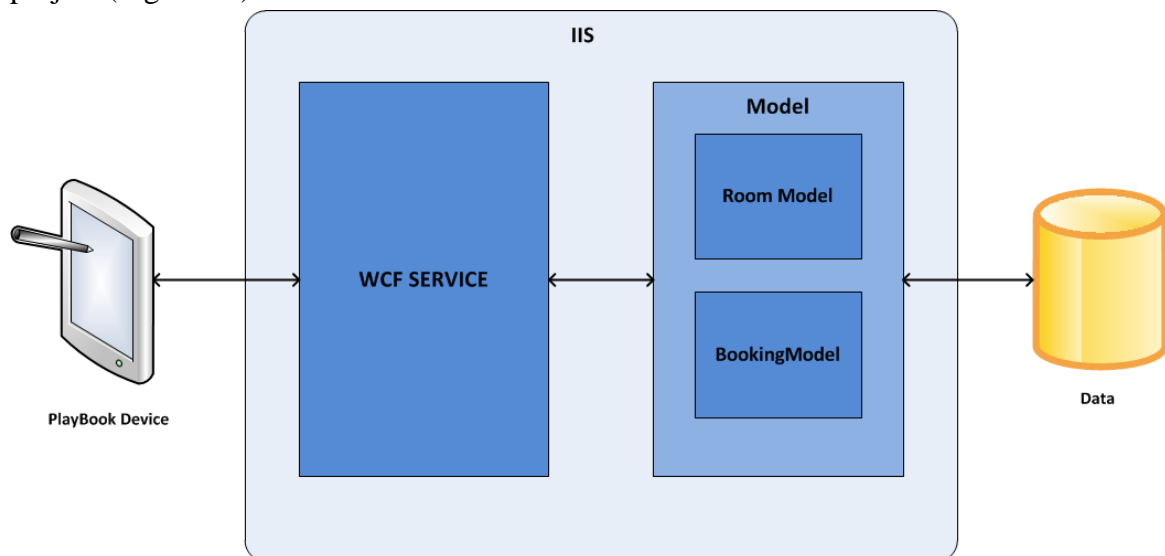 IIS
Model
Room Model
WCF SERVICE
BookingModel
PlayBook Device
Data